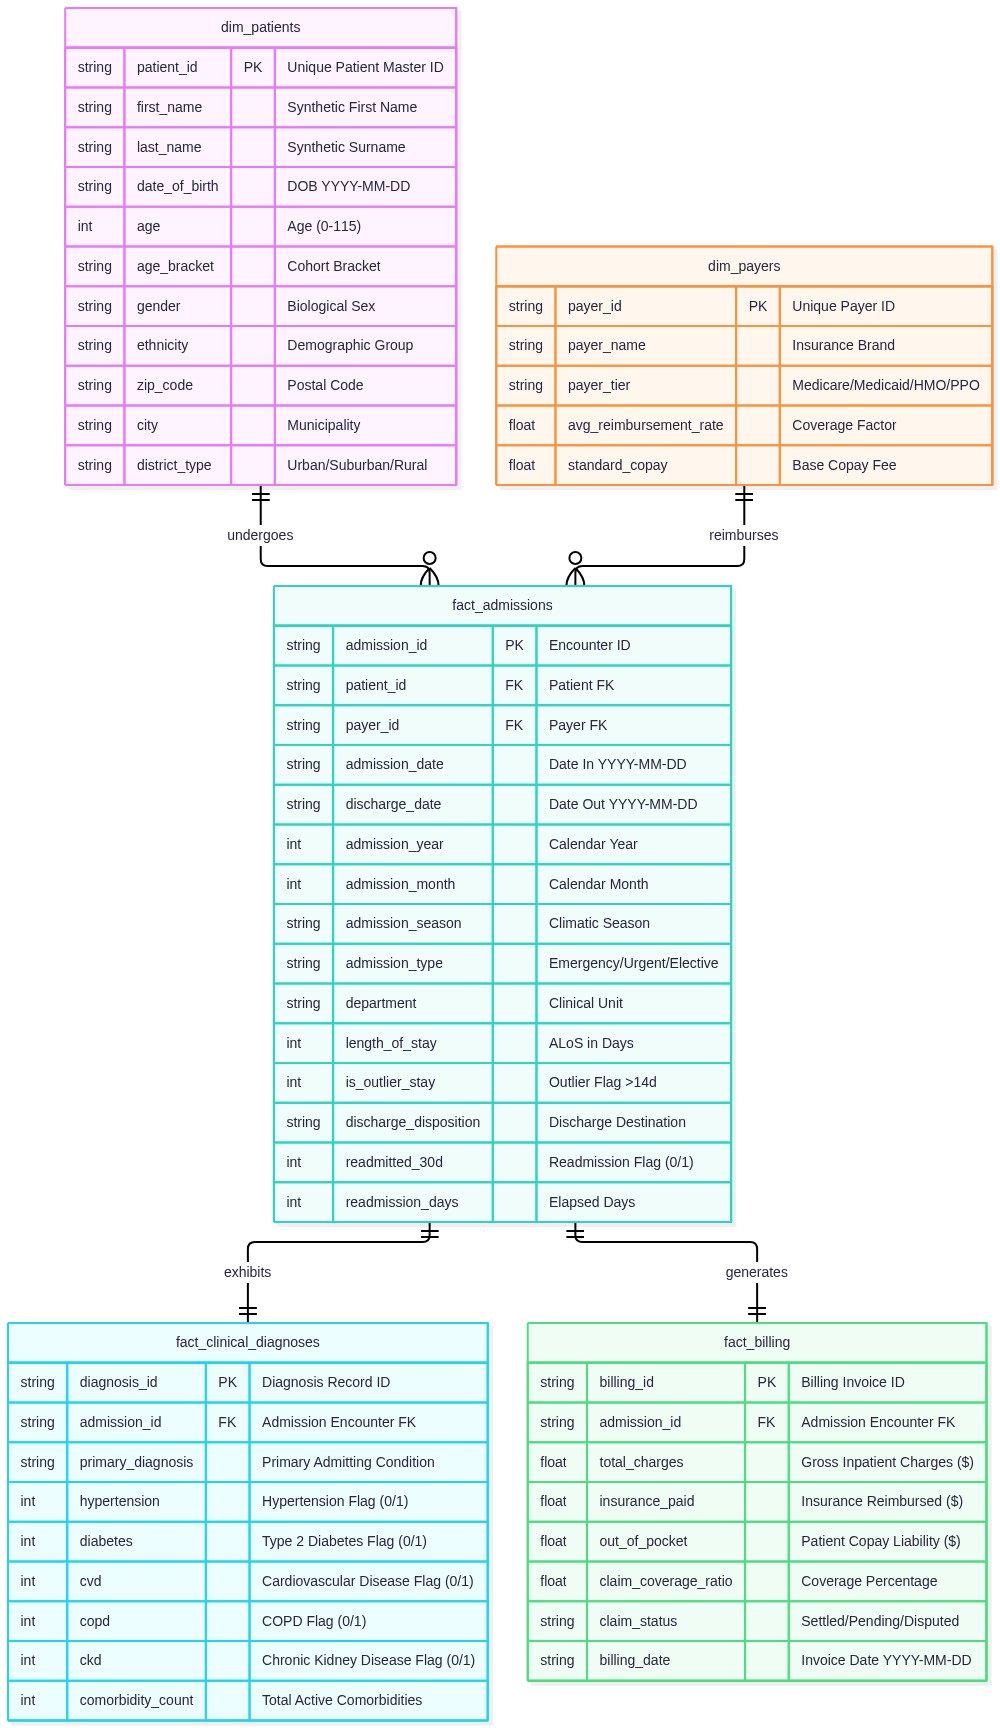 dim_patients
string patient_id PK Unique Patient Master ID
string first_name Synthetic First Name
string last_name Synthetic Surname
string date_of_birth DOB YYYY-MM-DD
int age Age (0-115)
string age_bracket Cohort Bracket
string gender Biological Sex
string ethnicity Demographic Group
string zip_code Postal Code
string city Municipality
string district_type Urban/Suburban/Rural
dim_payers
string payer_id PK Unique Payer ID
string payer_name Insurance Brand
string payer_tier Medicare/Medicaid/HMO/PPO
float avg_reimbursement_rate Coverage Factor
float standard_copay Base Copay Fee
undergoes
reimburses
fact_admissions
string admission_id PK Encounter ID
string patient_id FK Patient FK
string payer_id FK Payer FK
string admission_date Date In YYYY-MM-DD
string discharge_date Date Out YYYY-MM-DD
int admission_year Calendar Year
int admission_month Calendar Month
string admission_season Climatic Season
string admission_type Emergency/Urgent/Elective
string department Clinical Unit
int length_of_stay ALoS in Days
int is_outlier_stay Outlier Flag >14d
string discharge_disposition Discharge Destination
int readmitted_30d Readmission Flag (0/1)
int readmission_days Elapsed Days
exhibits
generates
fact_clinical_diagnoses
string diagnosis_id PK Diagnosis Record ID
string admission_id FK Admission Encounter FK
string primary_diagnosis Primary Admitting Condition
int hypertension Hypertension Flag (0/1)
int diabetes Type 2 Diabetes Flag (0/1)
int cvd Cardiovascular Disease Flag (0/1)
int copd COPD Flag (0/1)
int ckd Chronic Kidney Disease Flag (0/1)
int comorbidity_count Total Active Comorbidities
fact_billing
string billing_id PK Billing Invoice ID
string admission_id FK Admission Encounter FK
float total_charges Gross Inpatient Charges ($)
float insurance_paid Insurance Reimbursed ($)
float out_of_pocket Patient Copay Liability ($)
float claim_coverage_ratio Coverage Percentage
string claim_status Settled/Pending/Disputed
string billing_date Invoice Date YYYY-MM-DD